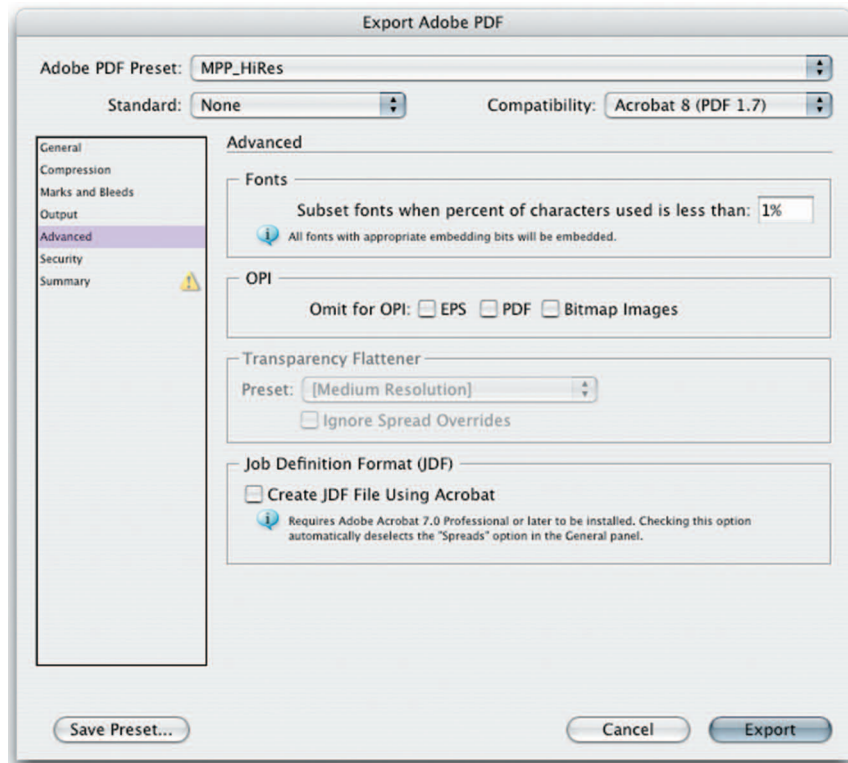 Export Adobe PDF
Adobe PDF Preset: MPP_HiRes
Standard: None
Compatibility: Acrobat 8 (PDF 1.7)
General
Compression
Marks and Bleeds
Output
Advanced
Security
Summary
Advanced
Fonts
Subset fonts when percent of characters used is less than: 1%
All fonts with appropriate embedding bits will be embedded.
OPI
Omit for OPI: EPS PDF Bitmap Images
Transparency Flattener
Preset: [Medium Resolution]
Ignore Spread Overrides
Job Definition Format (JDF)
Create JDF File Using Acrobat
Requires Adobe Acrobat 7.0 Professional or later to be installed. Checking this option
automatically deselects the "Spreads" option in the General panel.
Save Preset...
Cancel
Export